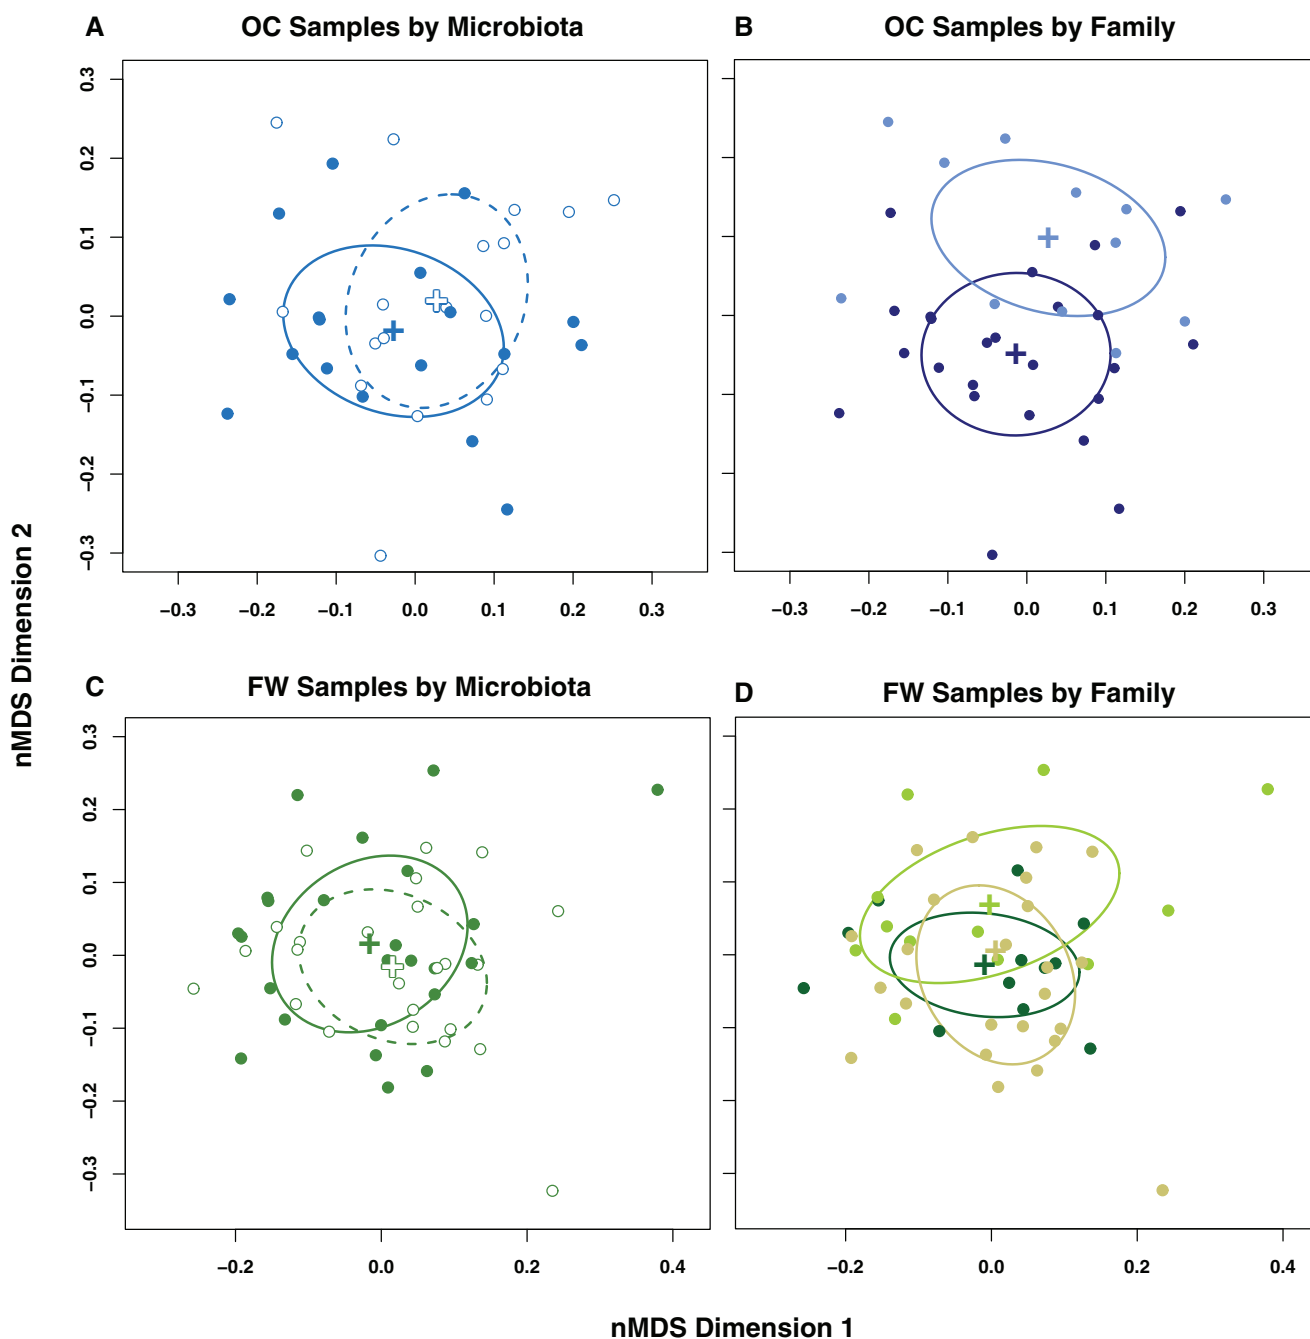 A OC Samples by Microbiota
B OC Samples by Family
0.3
0.2
0.1
0.0
−0.1
−0.2
−0.3
−0.3 −0.2 −0.1 0.0 0.1 0.2 0.3
−0.3 −0.2 −0.1 0.0 0.1 0.2 0.3
nMDS Dimension 2
C FW Samples by Microbiota
D FW Samples by Family
0.3
0.2
0.1
0.0
−0.1
−0.2
−0.3
−0.2 0.0 0.2 0.4
−0.2 0.0 0.2 0.4
nMDS Dimension 1